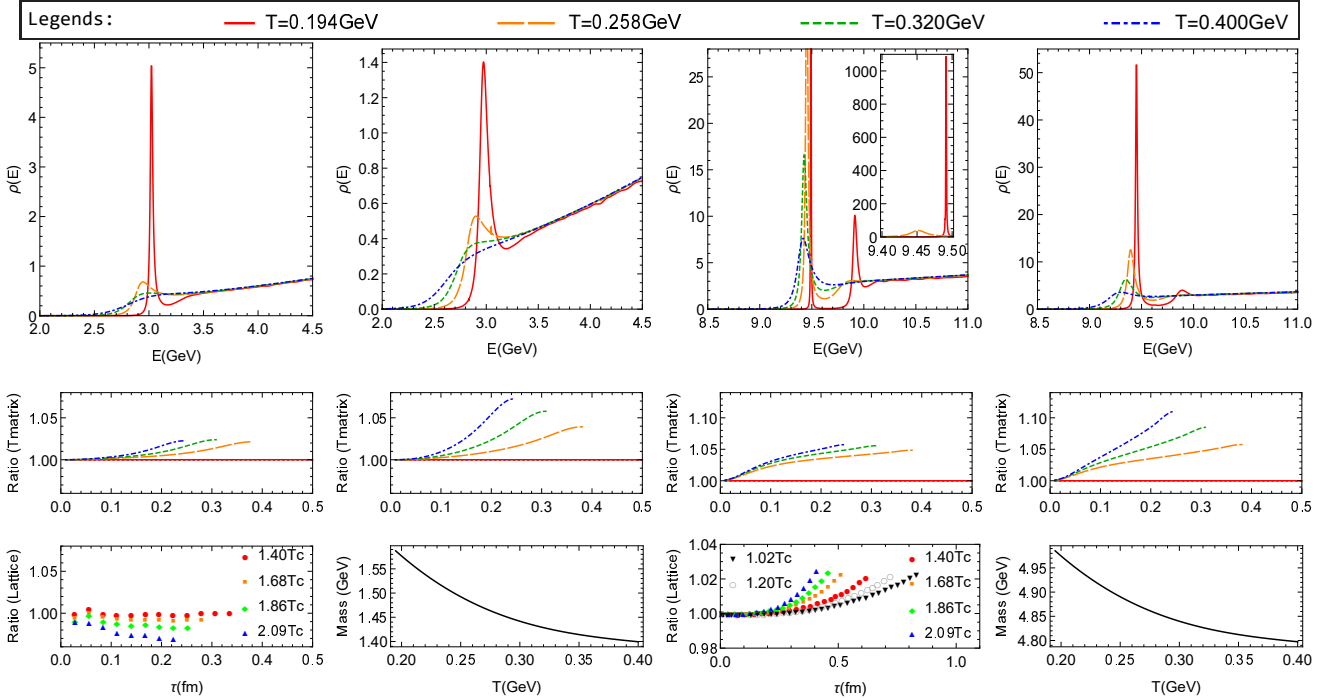 Legends: T=0.194GeV T=0.258GeV T=0.320GeV T=0.400GeV
ρ(E)
5
4
3
2
1
0
2.0 2.5 3.0 3.5 4.0 4.5
E(GeV)
ρ(E)
1.4
1.2
1.0
0.8
0.6
0.4
0.2
0.0
2.0 2.5 3.0 3.5 4.0 4.5
E(GeV)
ρ(E)
25
20
15
10
5
0
8.5 9.0 9.5 10.0 10.5 11.0
E(GeV)
1000
800
600
400
200
0
9.40 9.45 9.50
ρ(E)
50
40
30
20
10
0
8.5 9.0 9.5 10.0 10.5 11.0
E(GeV)
Ratio (Tmatrix)
1.05
1.00
0.0 0.1 0.2 0.3 0.4 0.5
Ratio (Tmatrix)
1.05
1.00
0.0 0.1 0.2 0.3 0.4 0.5
Ratio (Tmatrix)
1.10
1.05
1.00
0.0 0.1 0.2 0.3 0.4 0.5
Ratio (Tmatrix)
1.10
1.05
1.00
0.0 0.1 0.2 0.3 0.4 0.5
Ratio (Lattice)
1.05
1.00
0.0 0.1 0.2 0.3 0.4 0.5
τ(fm)
1.40Tc
1.68Tc
1.86Tc
2.09Tc
Mass (GeV)
1.55
1.50
1.45
1.40
0.20 0.25 0.30 0.35 0.40
T(GeV)
Ratio (Lattice)
1.04
1.02
1.00
0.98
0.0 0.5 1.0
τ(fm)
1.02Tc
1.20Tc
1.40Tc
1.68Tc
1.86Tc
2.09Tc
Mass (GeV)
4.95
4.90
4.85
4.80
0.20 0.25 0.30 0.35 0.40
T(GeV)